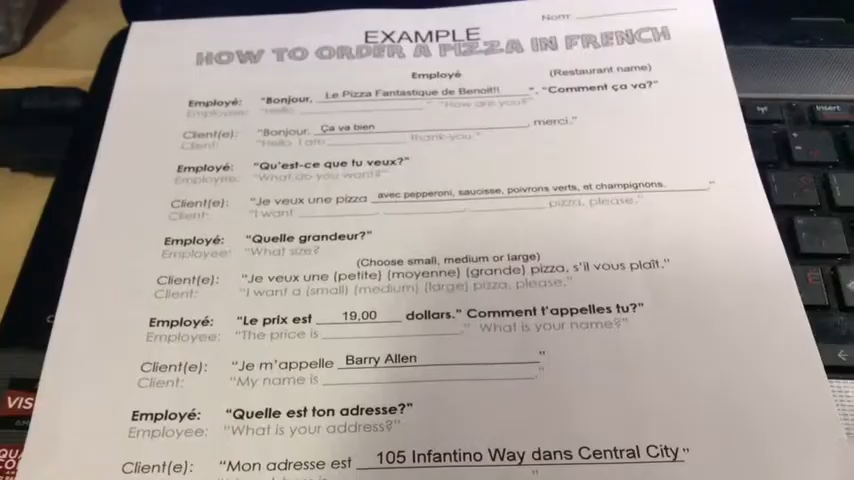 Nom:
EXAMPLE
HOW TO ORDER A PIZZA IN FRENCH
Employé (Restaurant name)
Employé: "Bonjour, Le Pizza Fantastique de Benoit!! ", "Comment ça va?"
Employee: "Hello, " "How are you?"
Client(e): "Bonjour, Ça va bien , merci."
Client: "Hello, I am thank-you."
Employé: "Qu'est-ce que tu veux?"
Employee: "What do you want?"
Client(e): "Je veux une pizza avec pepperoni, saucisse, poivrons verts, et champignons. "
Client: "I want pizza, please."
Employé: "Quelle grandeur?"
Employee: "What size?
(Choose small, medium or large)
Client(e): "Je veux une (petite) (moyenne) (grande) pizza, s'il vous plaît."
Client: "I want a (small) (medium) (large) pizza, please."
Employé: "Le prix est 19,00 dollars." Comment t'appelles tu?"
Employee: "The price is ." What is your name?"
Client(e): "Je m'appelle Barry Allen "
Client: "My name is ."
Employé: "Quelle est ton adresse?"
Employee: "What is your address?"
Client(e): "Mon adresse est 105 Infantino Way dans Central City "
VIS
Insert